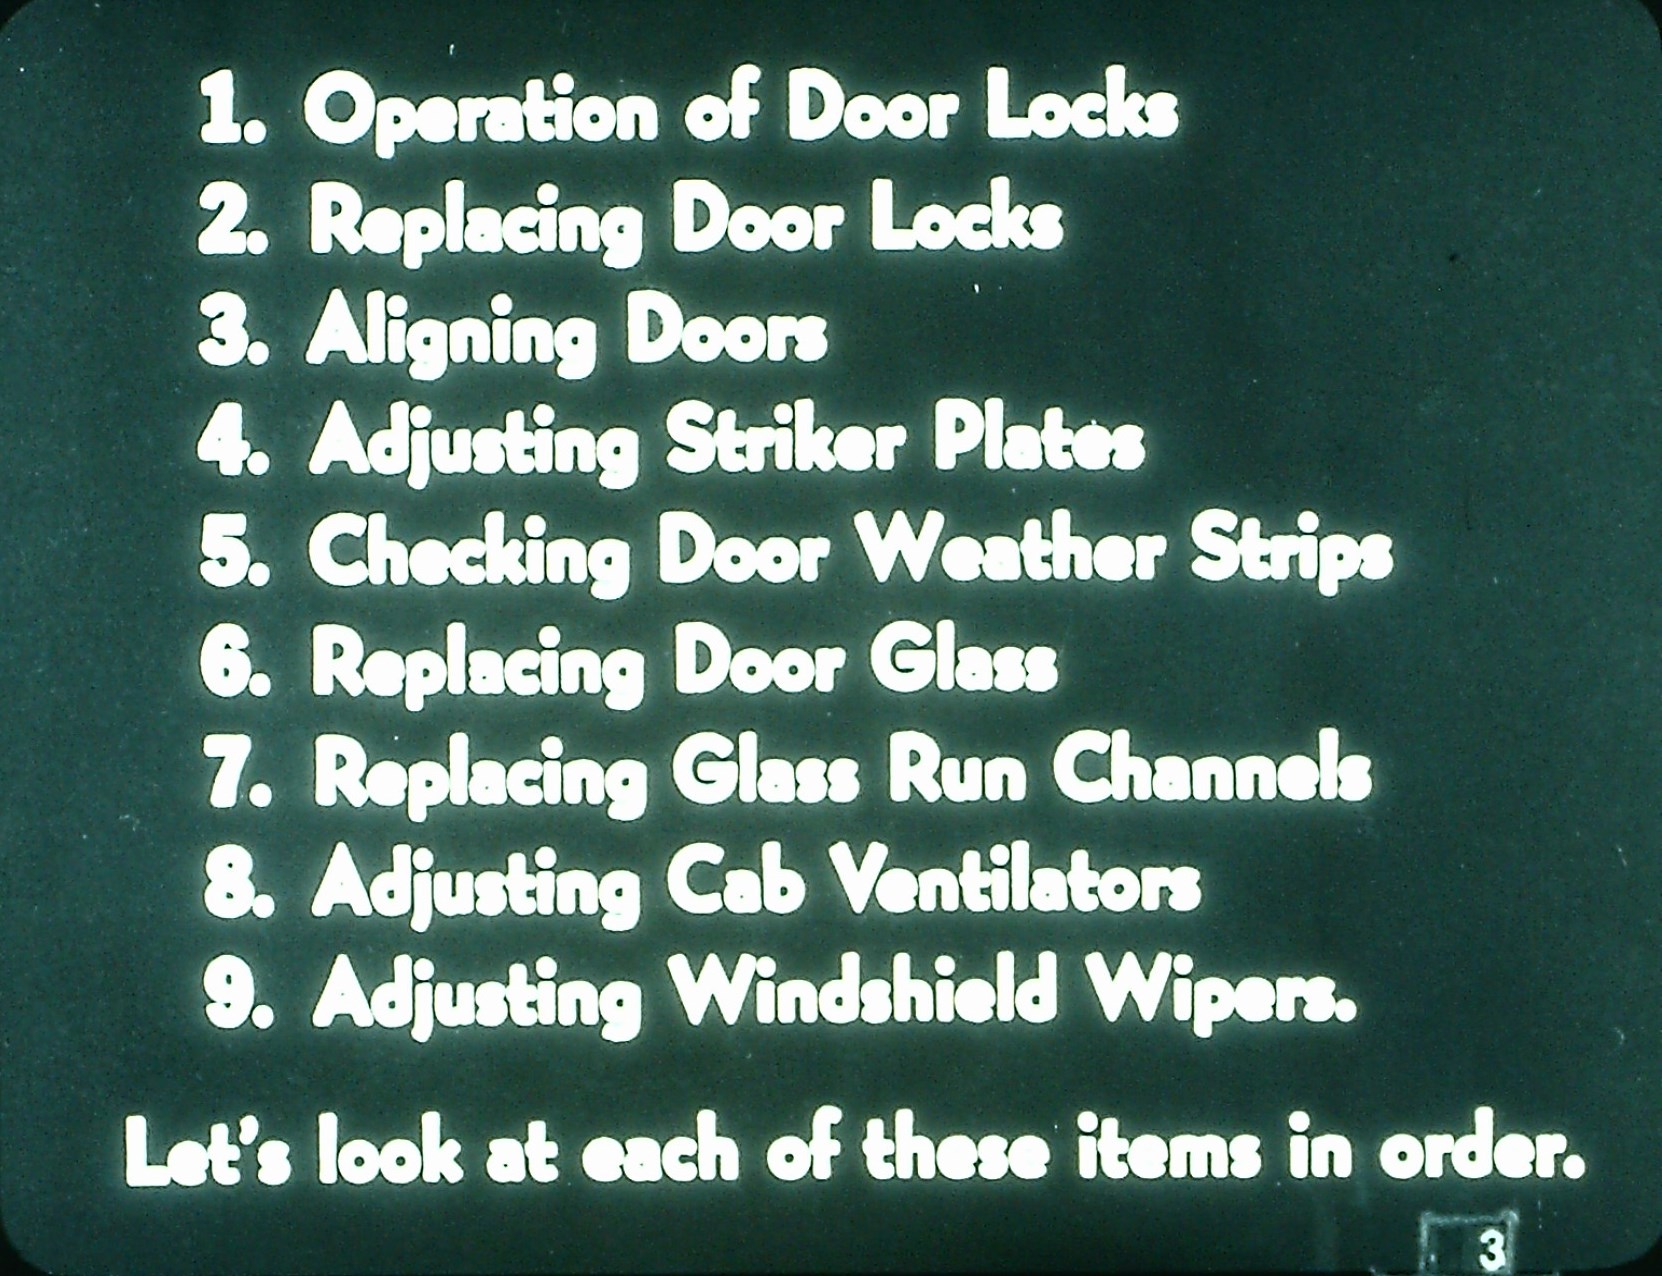 1. Operation of Door Locks
2. Replacing Door Locks
3. Aligning Doors
4. Adjusting Striker Plates
5. Checking Door Weather Strips
6. Replacing Door Glass
7. Replacing Glass Run Channels
8. Adjusting Cab Ventilators
9. Adjusting Windshield Wipers.
Let's look at each of these items in order.
3